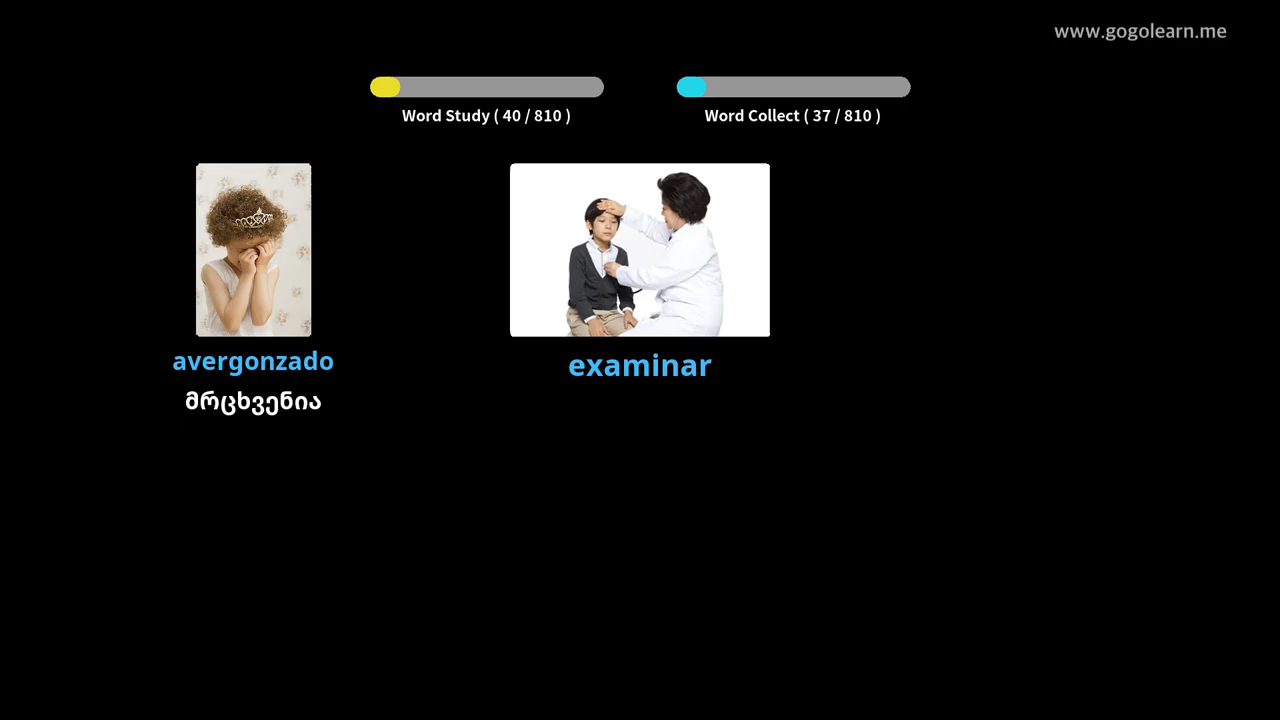 www.gogolearn.me
Word Study ( 40 / 810 )
Word Collect ( 37 / 810 )
avergonzado
მრცხვენია
examinar